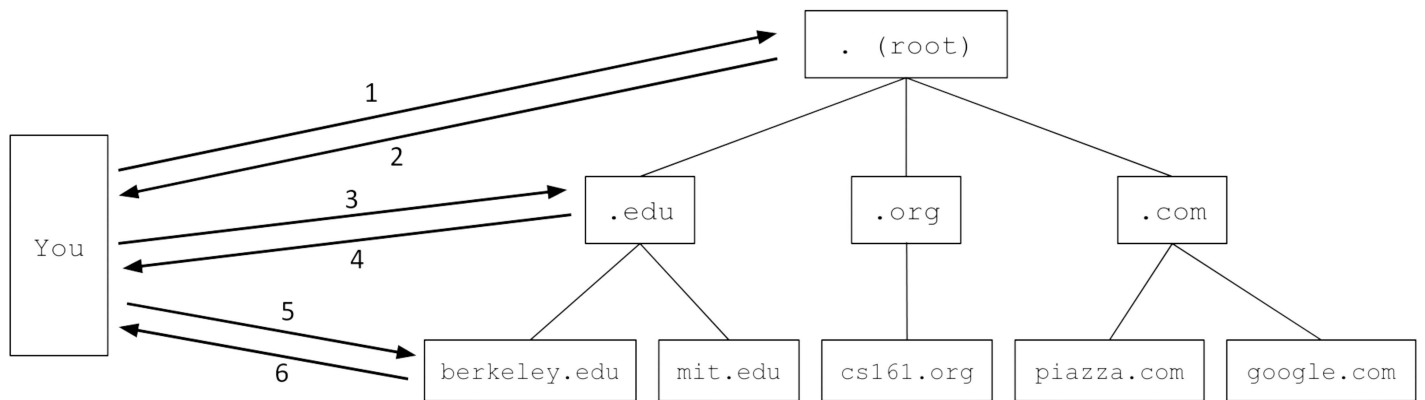 . (root)
1
2
3
.edu
.org
.com
You
4
5
6
berkeley.edu
mit.edu
cs161.org
piazza.com
google.com